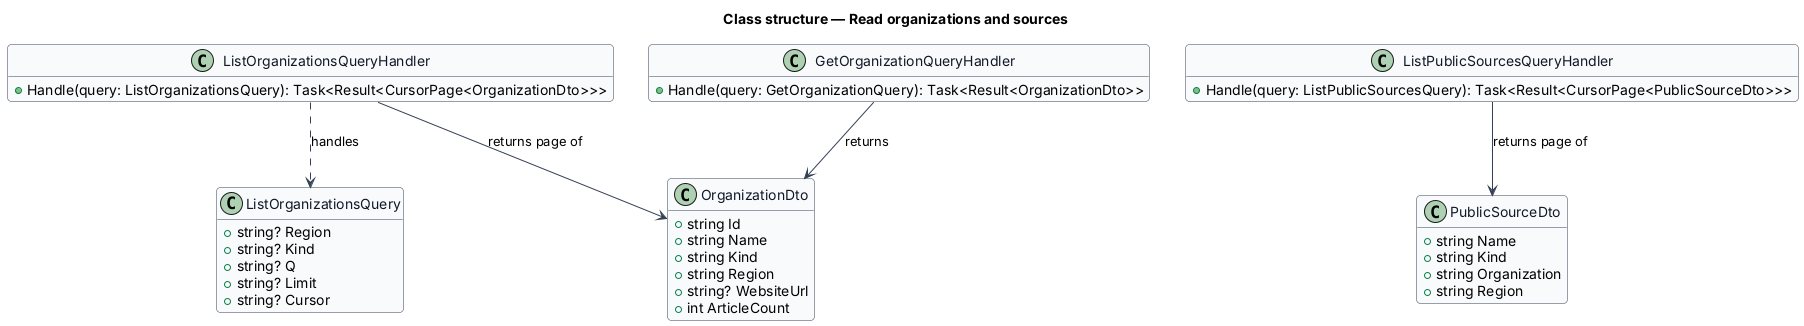 Class structure — Read organizations and sources
C ListOrganizationsQueryHandler
Handle(query: ListOrganizationsQuery): Task<Result<CursorPage<OrganizationDto>>>
C GetOrganizationQueryHandler
Handle(query: GetOrganizationQuery): Task<Result<OrganizationDto>>
C ListPublicSourcesQueryHandler
Handle(query: ListPublicSourcesQuery): Task<Result<CursorPage<PublicSourceDto>>>
handles
returns page of
returns
returns page of
C ListOrganizationsQuery
string? Region
string? Kind
string? Q
string? Limit
string? Cursor
C OrganizationDto
string Id
string Name
string Kind
string Region
string? WebsiteUrl
int ArticleCount
C PublicSourceDto
string Name
string Kind
string Organization
string Region